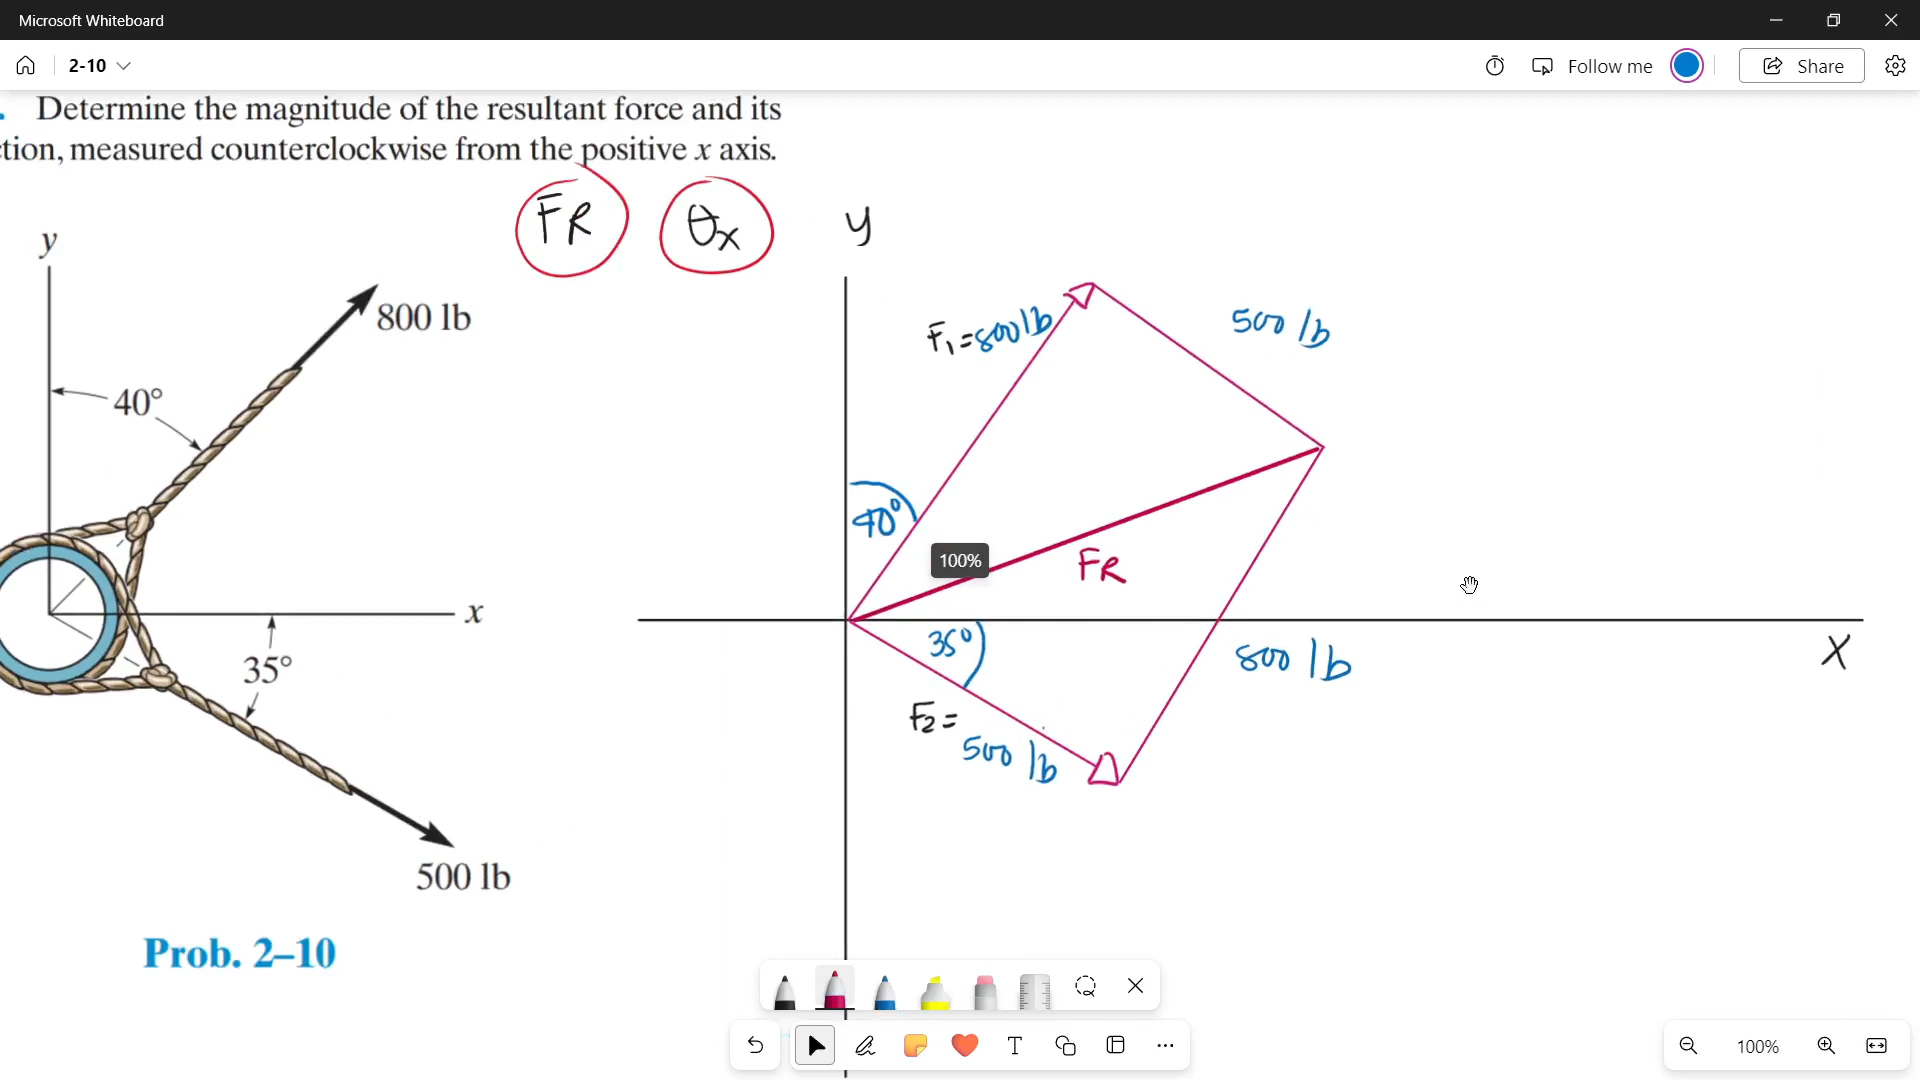 Microsoft Whiteboard
2-10
Follow me
Share
Determine the magnitude of the resultant force and its
tion, measured counterclockwise from the positive x axis.
FR
θx
y
800 lb
40°
x
35°
500 lb
Prob. 2–10
y
F1 = 800 lb
500 lb
40°
100%
FR
35°
800 lb
X
F2 =
500 lb
T
100%